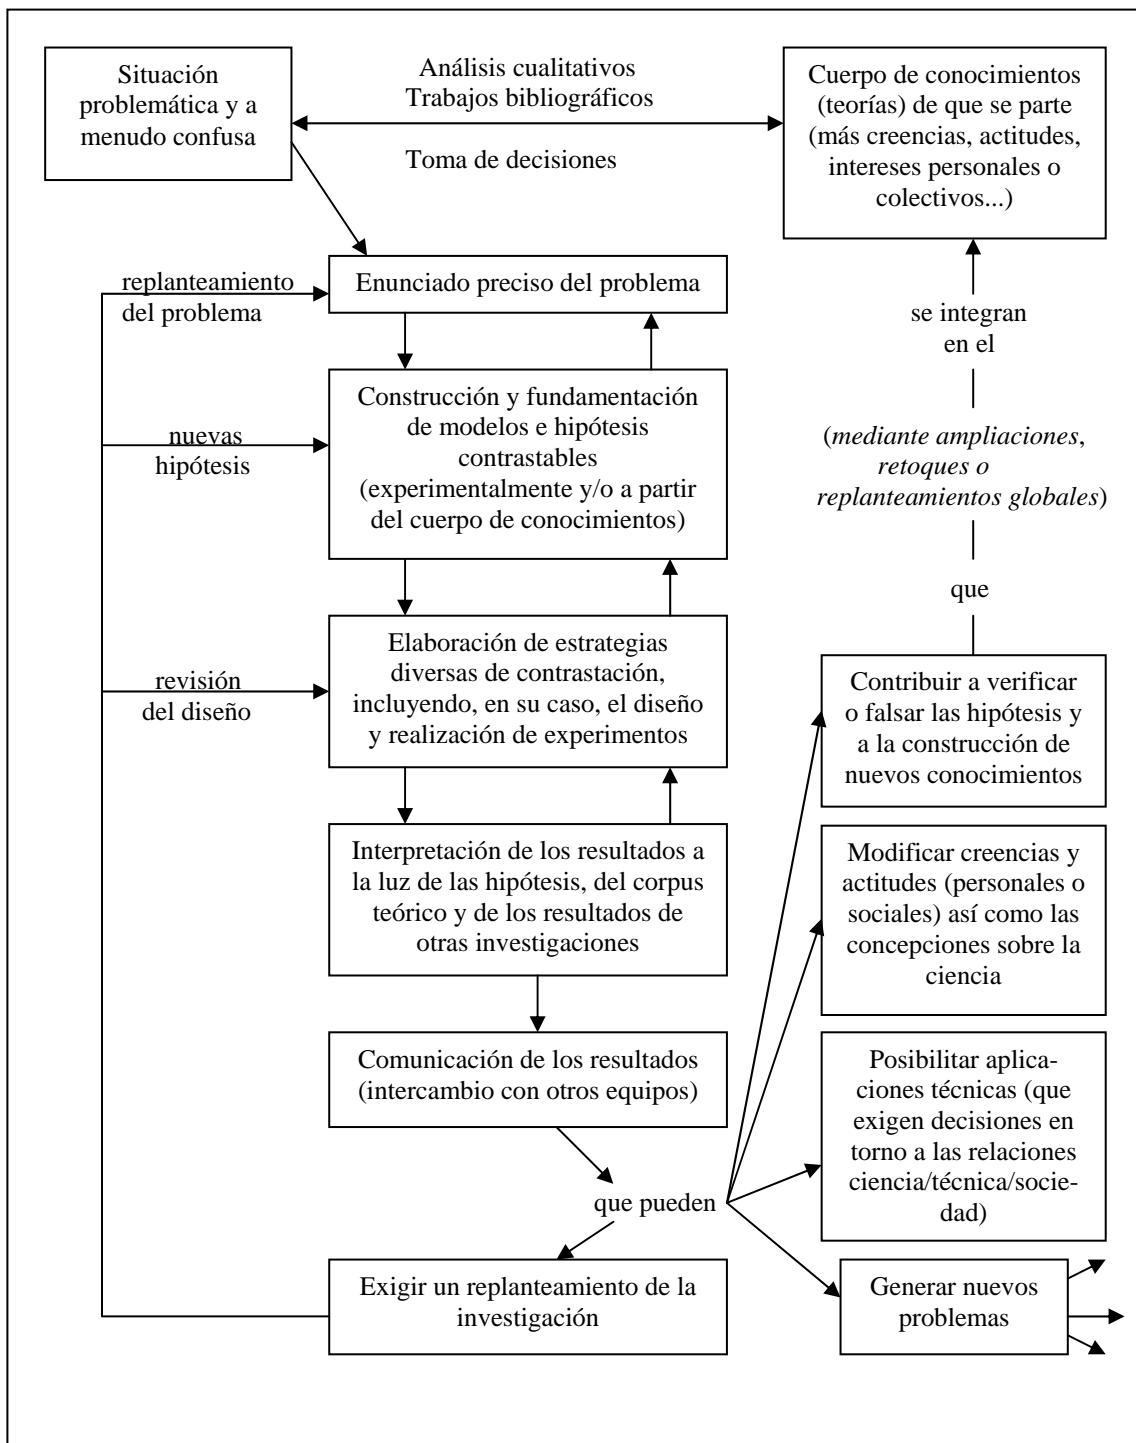 Situación
problemática y a
menudo confusa
Análisis cualitativos
Trabajos bibliográficos
Toma de decisiones
Cuerpo de conocimientos
(teorías) de que se parte
(más creencias, actitudes,
intereses personales o
colectivos...)
replanteamiento
del problema
Enunciado preciso del problema
se integran
en el
nuevas
hipótesis
Construcción y fundamentación
de modelos e hipótesis
contrastables
(experimentalmente y/o a partir
del cuerpo de conocimientos)
(mediante ampliaciones,
retoques o
replanteamientos globales)
que
revisión
del diseño
Elaboración de estrategias
diversas de contrastación,
incluyendo, en su caso, el diseño
y realización de experimentos
Contribuir a verificar
o falsar las hipótesis y
a la construcción de
nuevos conocimientos
Interpretación de los resultados a
la luz de las hipótesis, del corpus
teórico y de los resultados de
otras investigaciones
Modificar creencias y
actitudes (personales o
sociales) así como las
concepciones sobre la
ciencia
Comunicación de los resultados
(intercambio con otros equipos)
Posibilitar aplica-
ciones técnicas (que
exigen decisiones en
torno a las relaciones
ciencia/técnica/socie-
dad)
que pueden
Exigir un replanteamiento de la
investigación
Generar nuevos
problemas